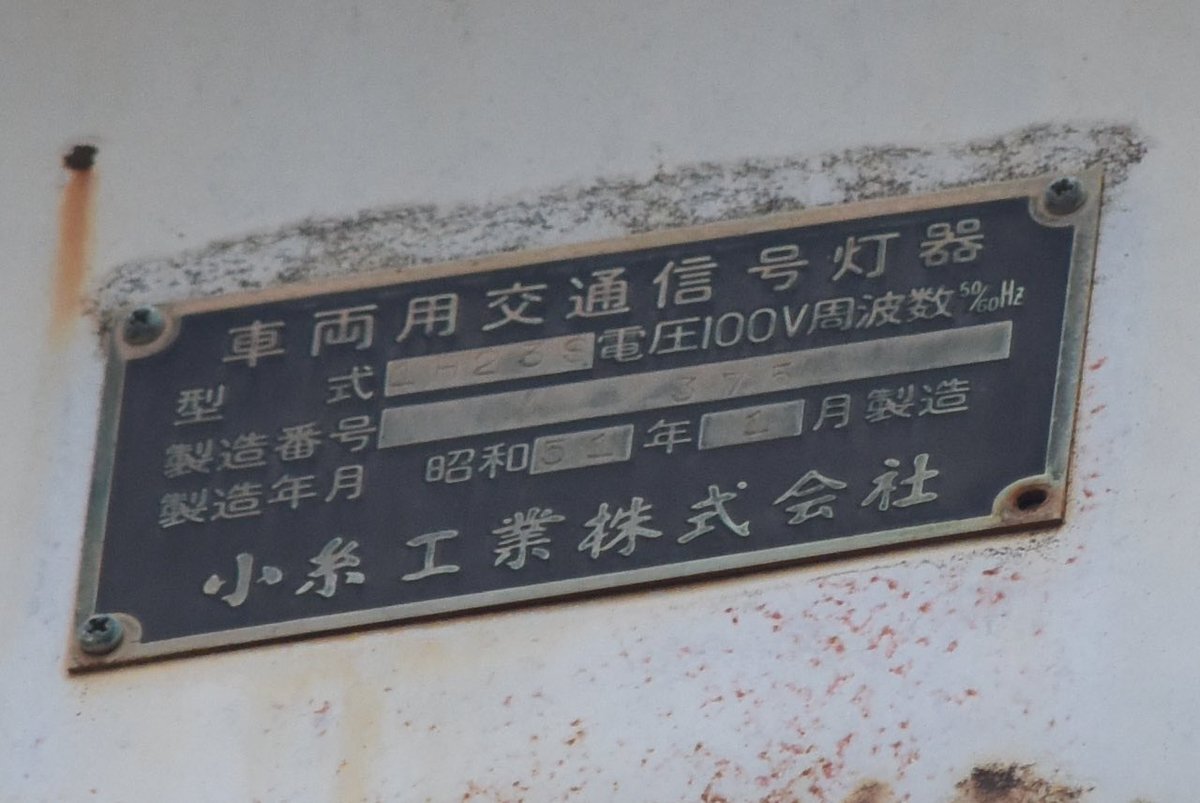 車両用交通信号灯器
型式 電圧100V周波数50/60Hz
製造番号 375
製造年月 昭和51年1月製造
小糸工業株式会社